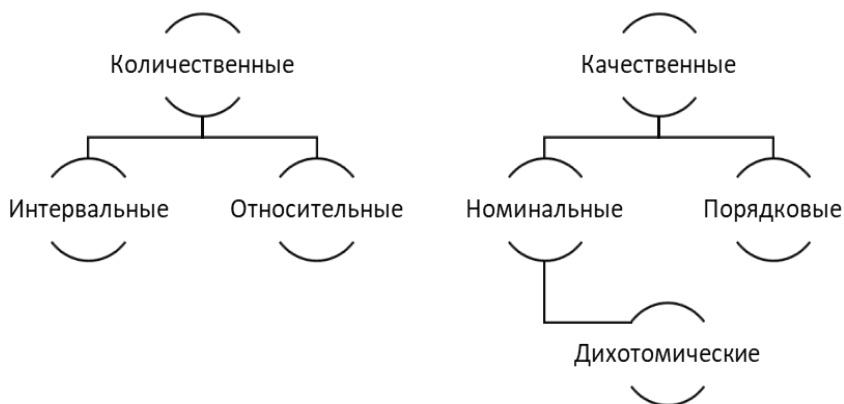 Количественные
Качественные
Интервальные
Относительные
Номинальные
Порядковые
Дихотомические